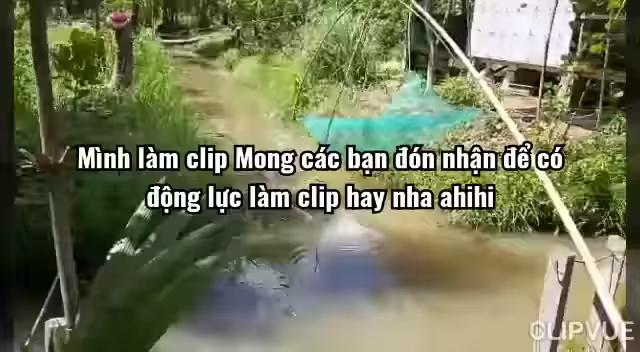 Mình làm clip Mong các bạn đón nhận để có
động lực làm clip hay nha ahihi
CLIPVUE